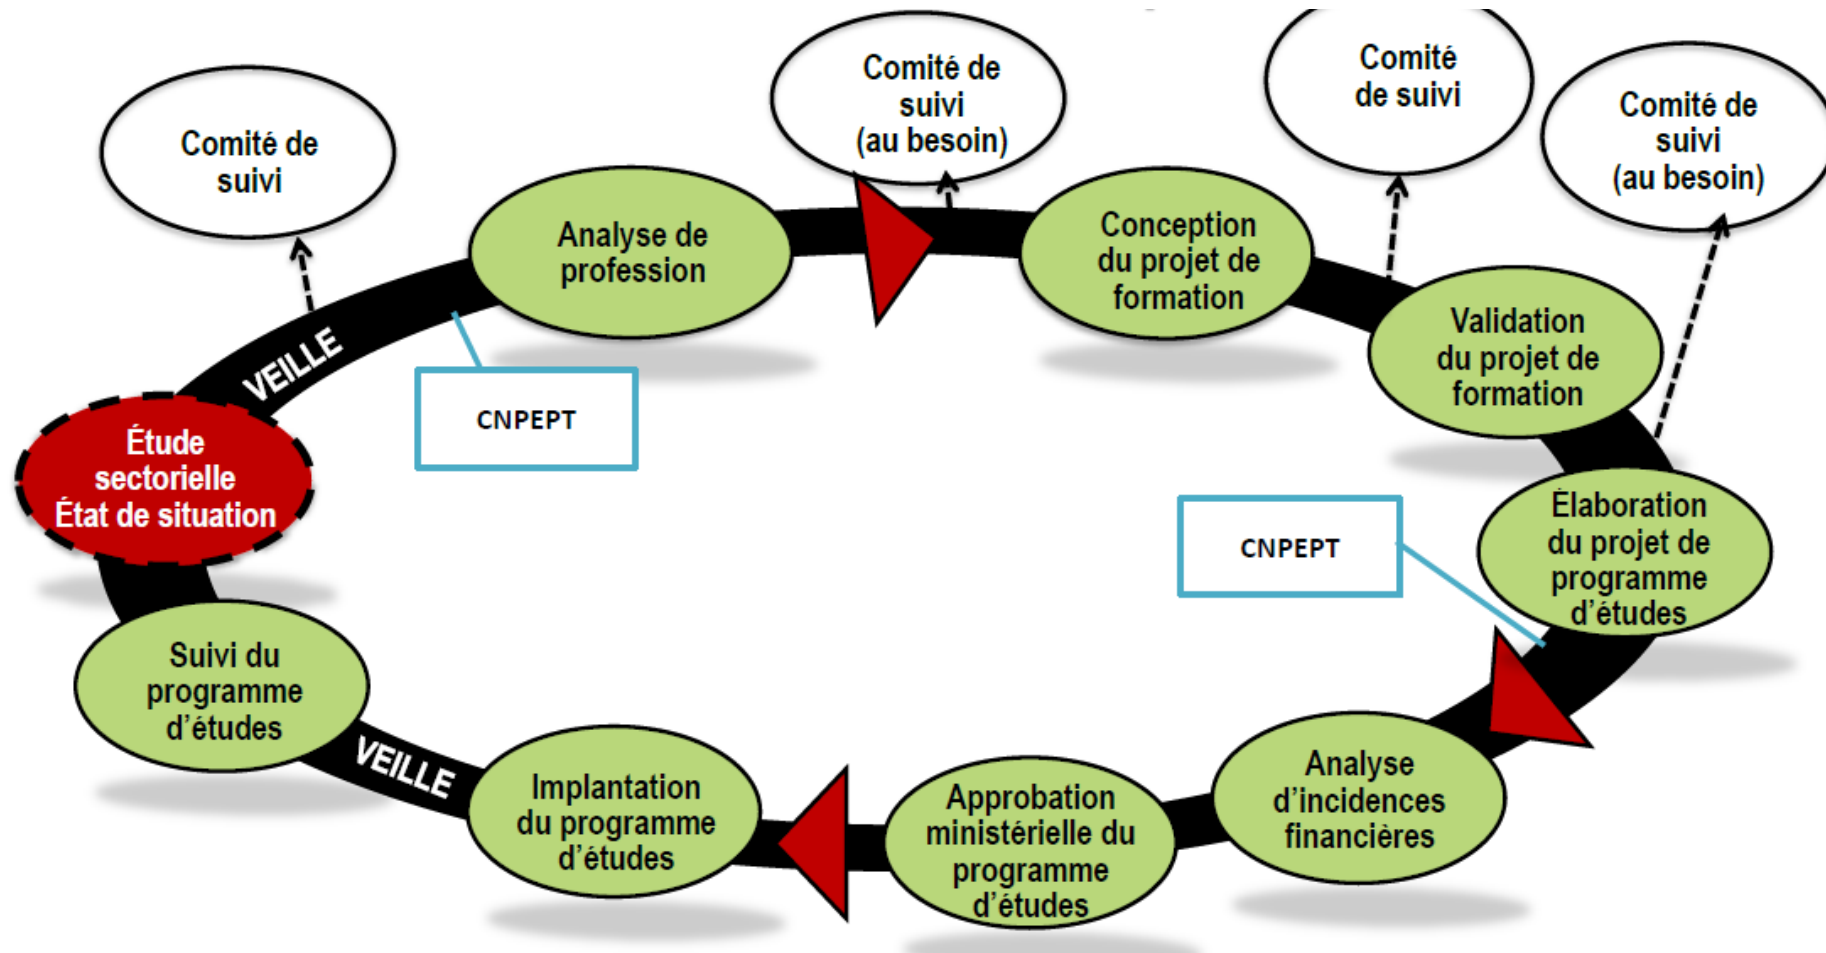 Comité de
suivi
Comité de
suivi
(au besoin)
Comité
de suivi
Comité de
suivi
(au besoin)
Analyse de
profession
Conception
du projet de
formation
Validation
du projet de
formation
VEILLE
CNPEPT
Étude
sectorielle
État de situation
CNPEPT
Élaboration
du projet de
programme
d’études
Suivi du
programme
d’études
VEILLE
Implantation
du programme
d’études
Approbation
ministérielle du
programme
d’études
Analyse
d’incidences
financières